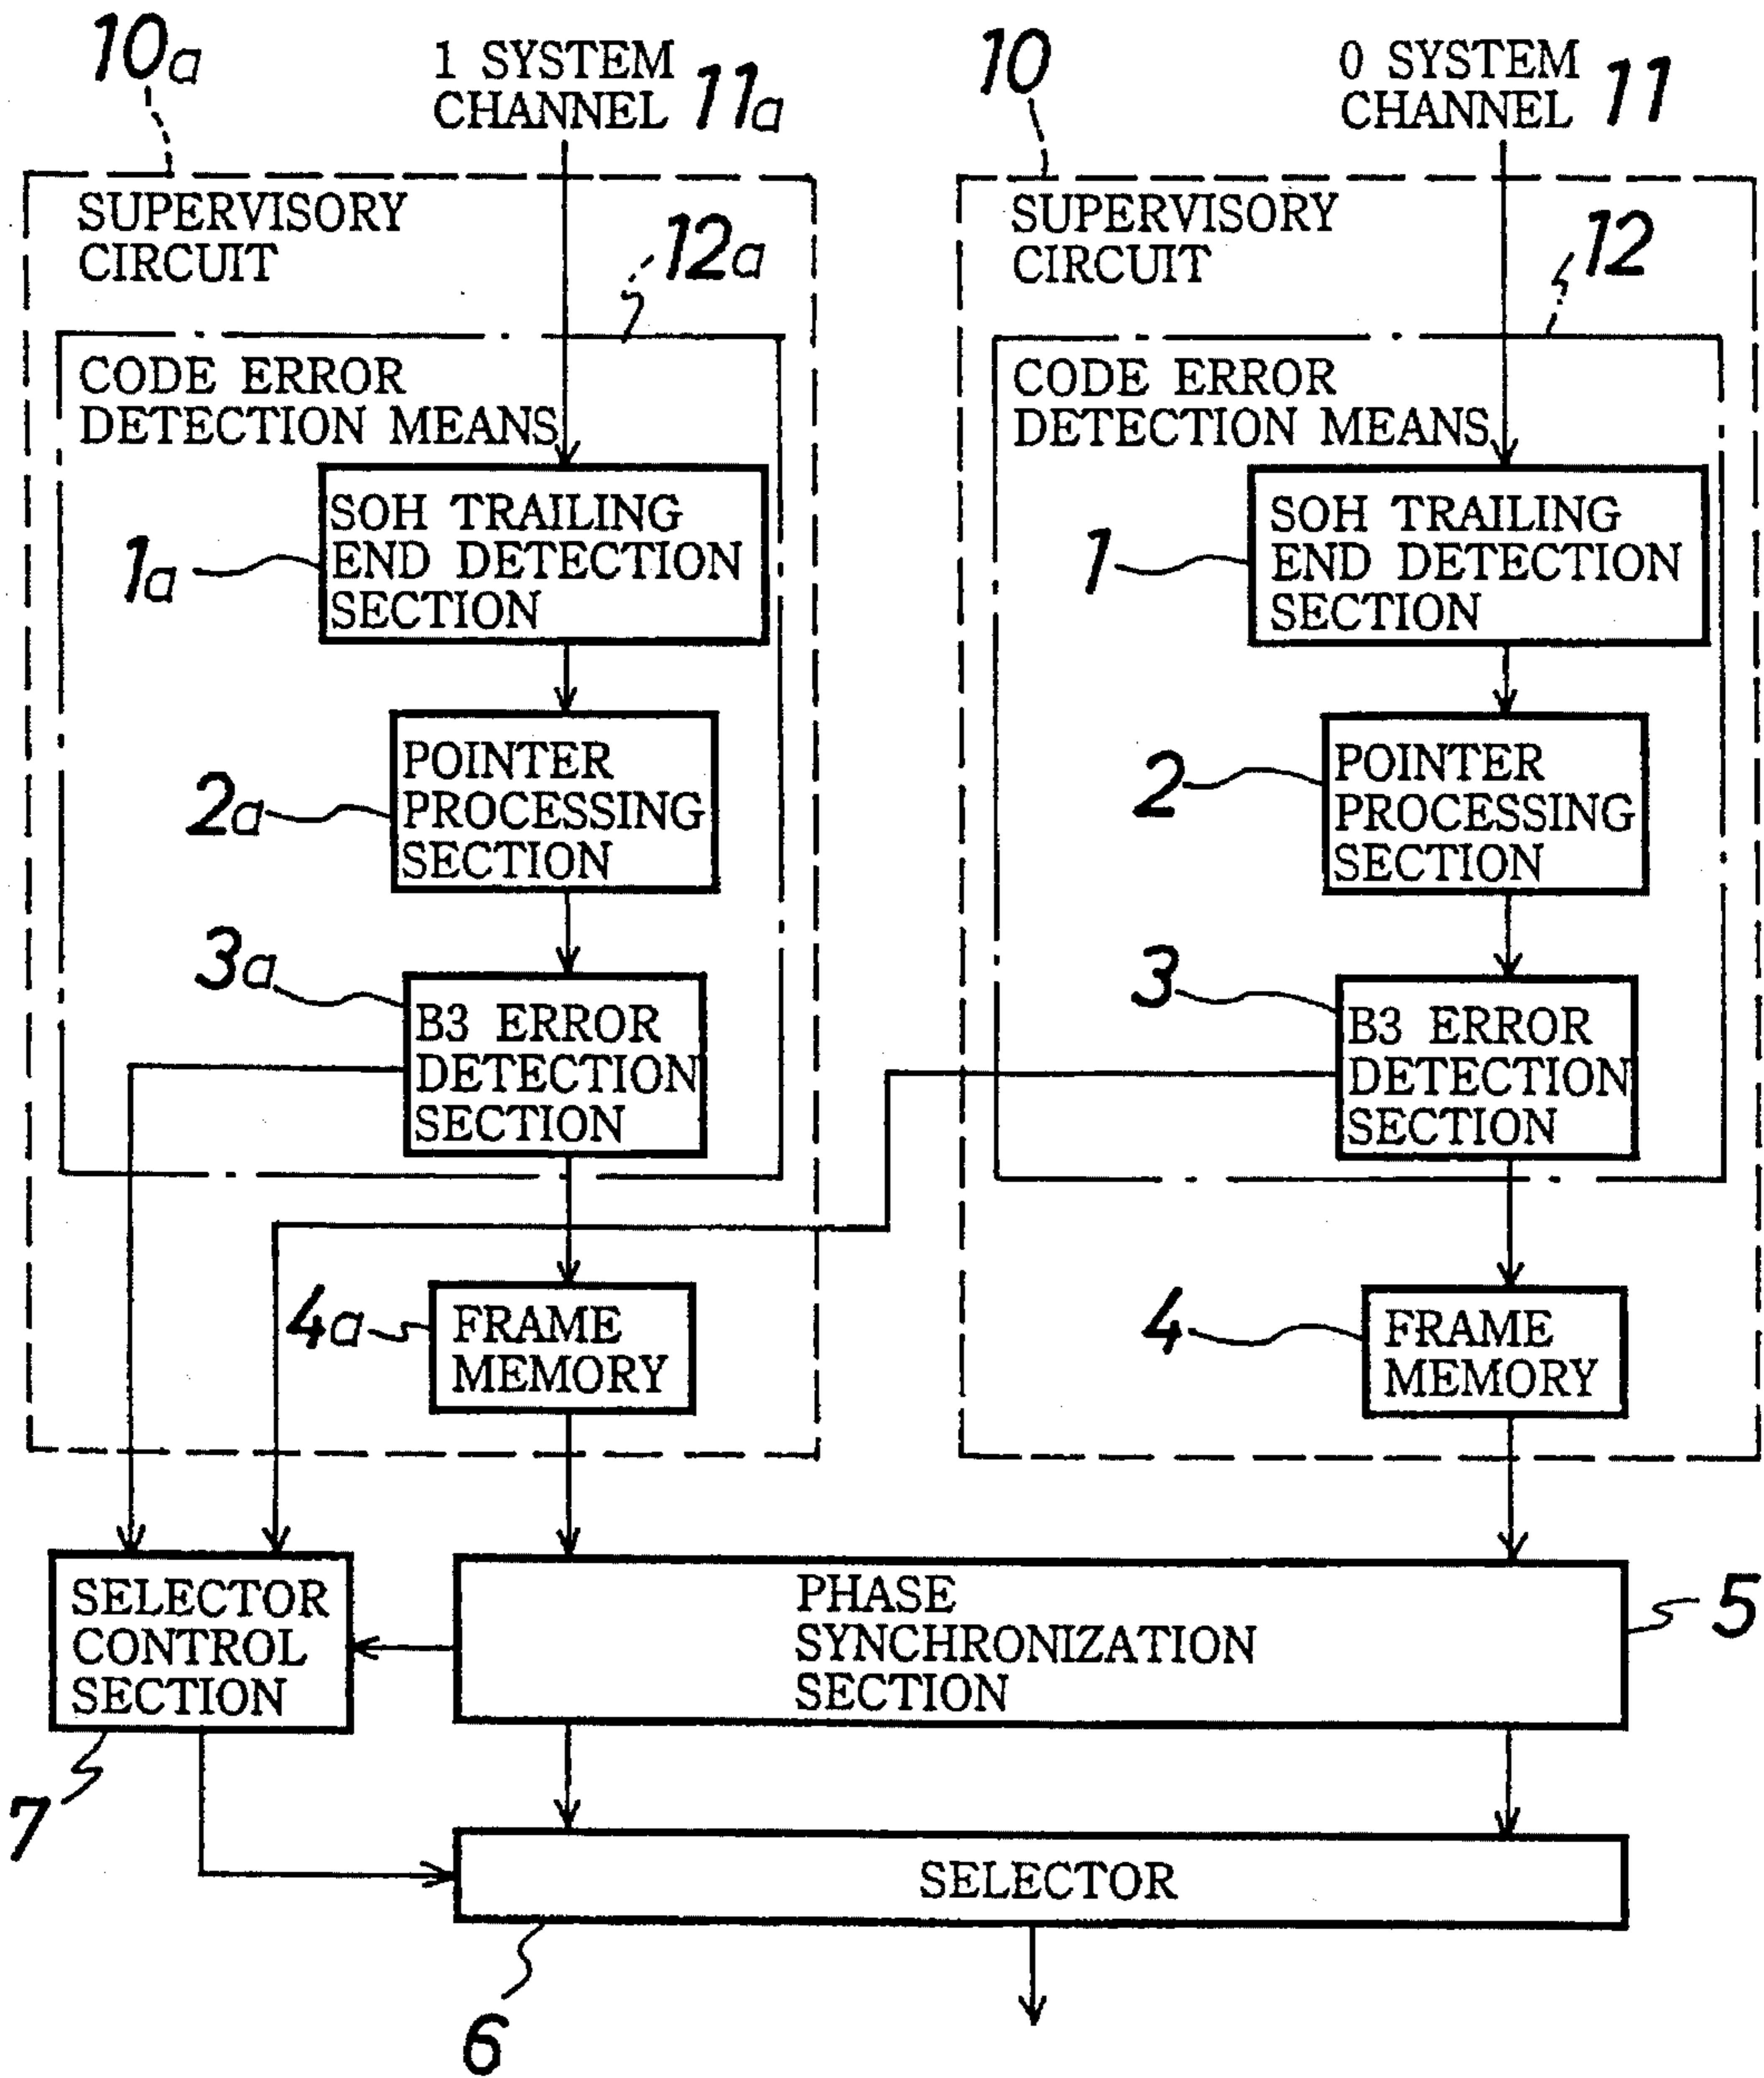 10a
1 SYSTEM
CHANNEL 11a
10
0 SYSTEM
CHANNEL 11
SUPERVISORY
CIRCUIT
12a
SUPERVISORY
CIRCUIT
12
CODE ERROR
DETECTION MEANS
CODE ERROR
DETECTION MEANS
1a
SOH TRAILING
END DETECTION
SECTION
1
SOH TRAILING
END DETECTION
SECTION
2a
POINTER
PROCESSING
SECTION
2
POINTER
PROCESSING
SECTION
3a
B3 ERROR
DETECTION
SECTION
3
B3 ERROR
DETECTION
SECTION
4a
FRAME
MEMORY
4
FRAME
MEMORY
SELECTOR
CONTROL
SECTION
7
PHASE
SYNCHRONIZATION
SECTION
5
SELECTOR
6